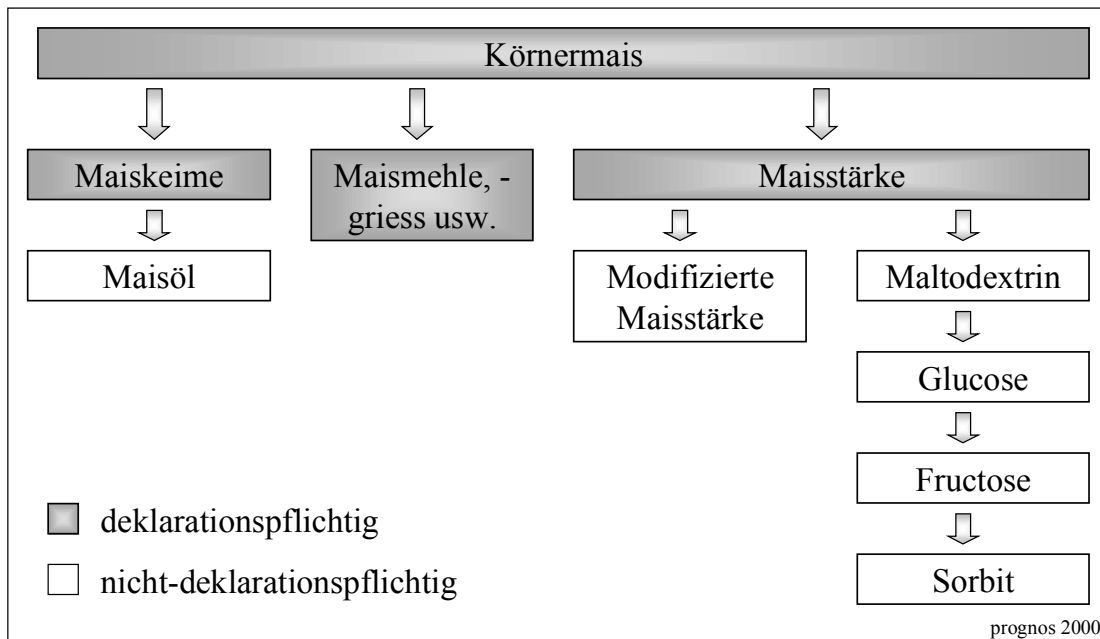 Körnermais
Maiskeime
Maismehle, -
griess usw.
Maisstärke
Maisöl
Modifizierte
Maisstärke
Maltodextrin
Glucose
Fructose
Sorbit
deklarationspflichtig
nicht-deklarationspflichtig
prognos 2000